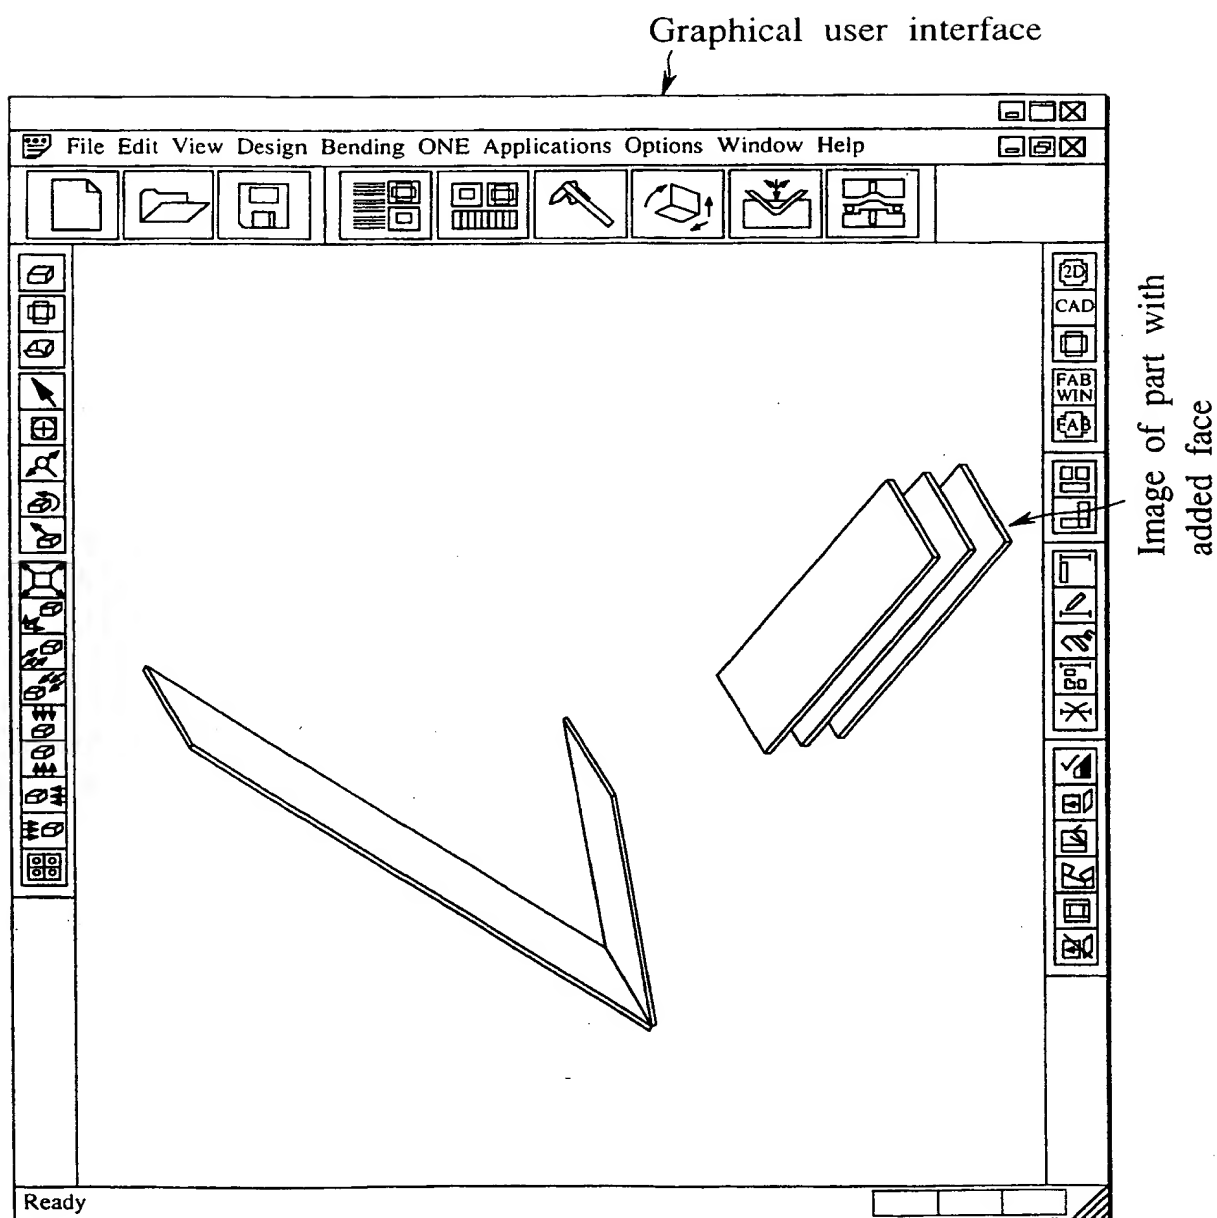 Graphical user interface
File Edit View Design Bending ONE Applications Options Window Help
2D
CAD
FAB
WIN
FAB
Image of part with
added face
Ready